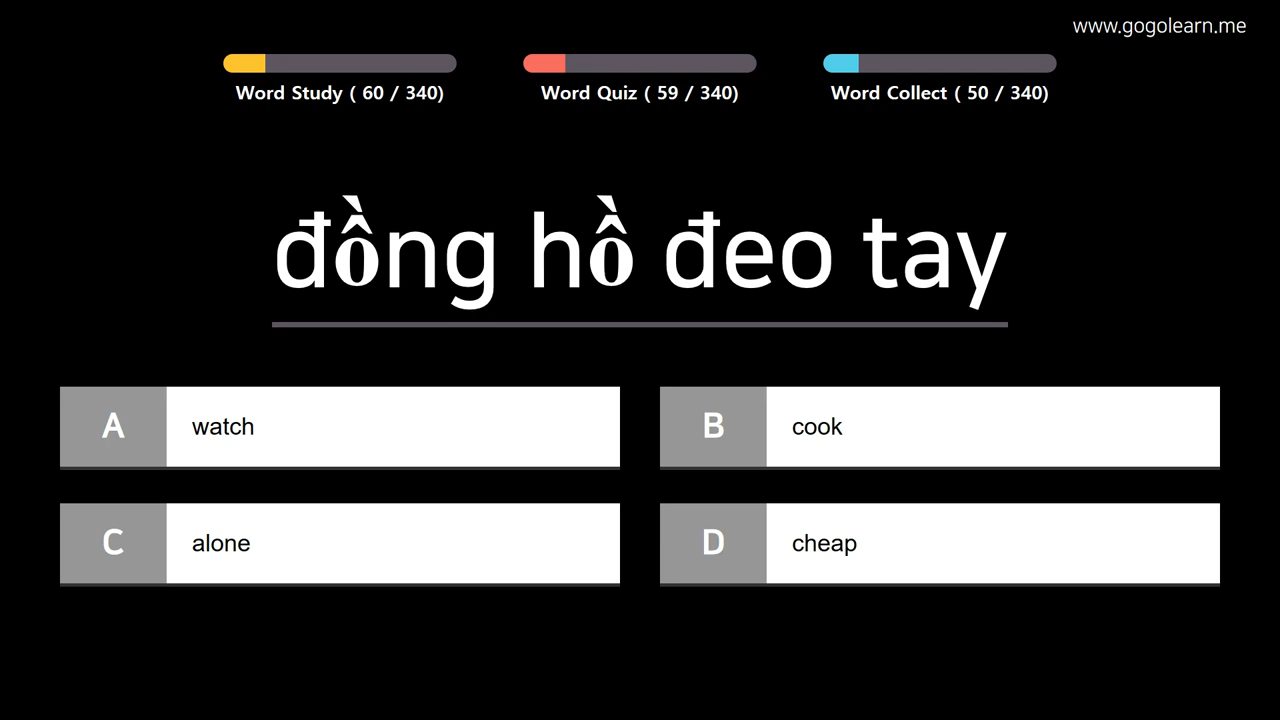 www.gogolearn.me
Word Study ( 60 / 340)
Word Quiz ( 59 / 340)
Word Collect ( 50 / 340)
đồng hồ đeo tay
A watch
B cook
C alone
D cheap